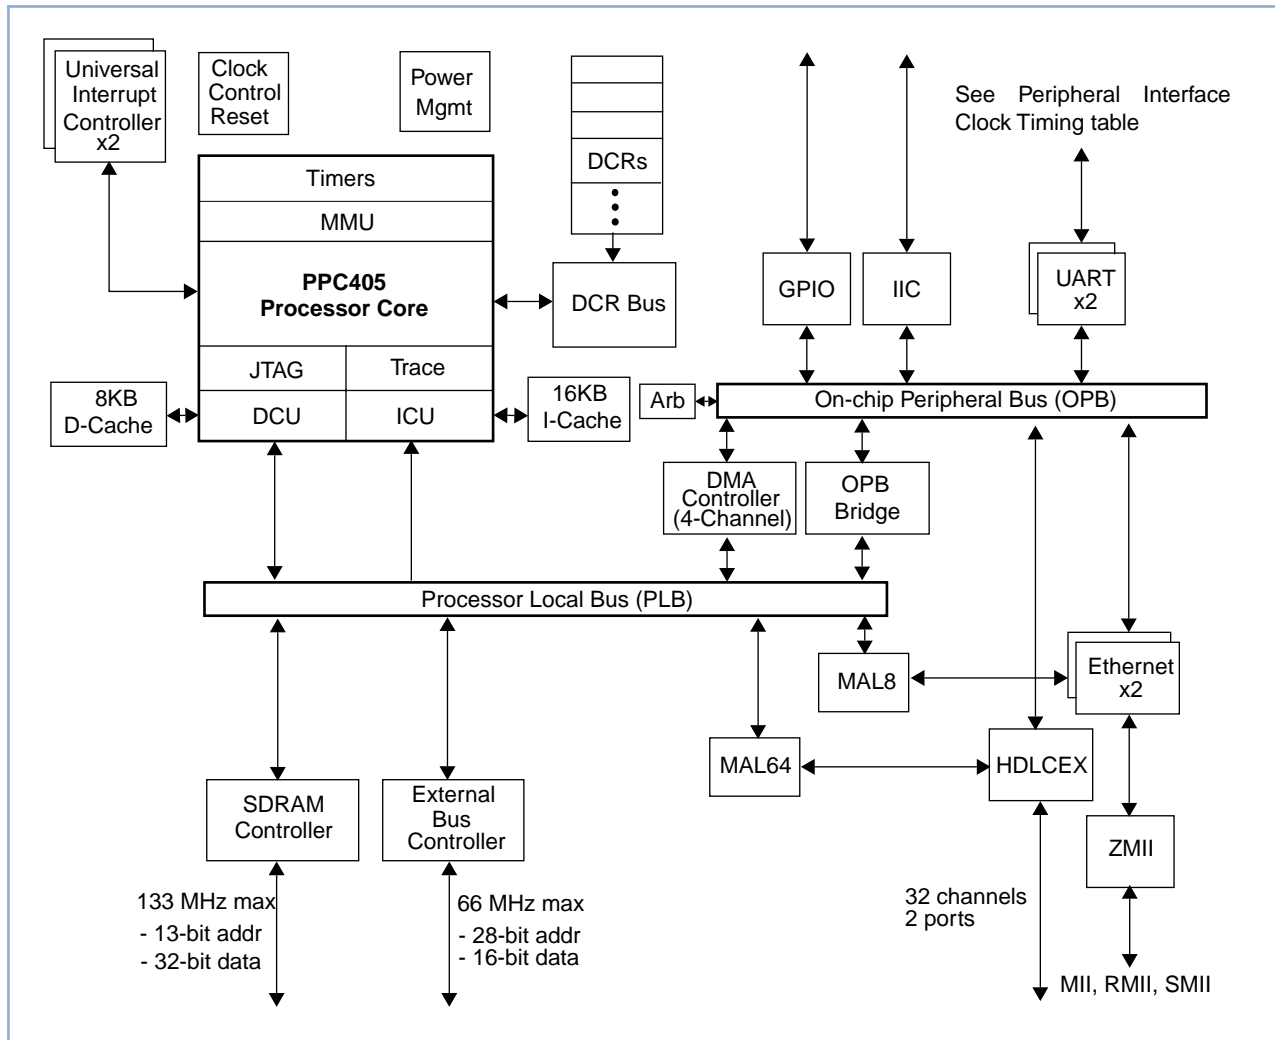 Universal
Interrupt
Controller
x2
Clock
Control
Reset
Power
Mgmt
DCRs
See Peripheral Interface
Clock Timing table
Timers
MMU
PPC405
Processor Core
DCR Bus
GPIO
IIC
UART
x2
JTAG
Trace
8KB
D-Cache
DCU
ICU
16KB
I-Cache
Arb
On-chip Peripheral Bus (OPB)
DMA
Controller
(4-Channel)
OPB
Bridge
Processor Local Bus (PLB)
MAL8
Ethernet
x2
MAL64
HDLCEX
SDRAM
Controller
External
Bus
Controller
ZMII
133 MHz max
- 13-bit addr
- 32-bit data
66 MHz max
- 28-bit addr
- 16-bit data
32 channels
2 ports
MII, RMII, SMII